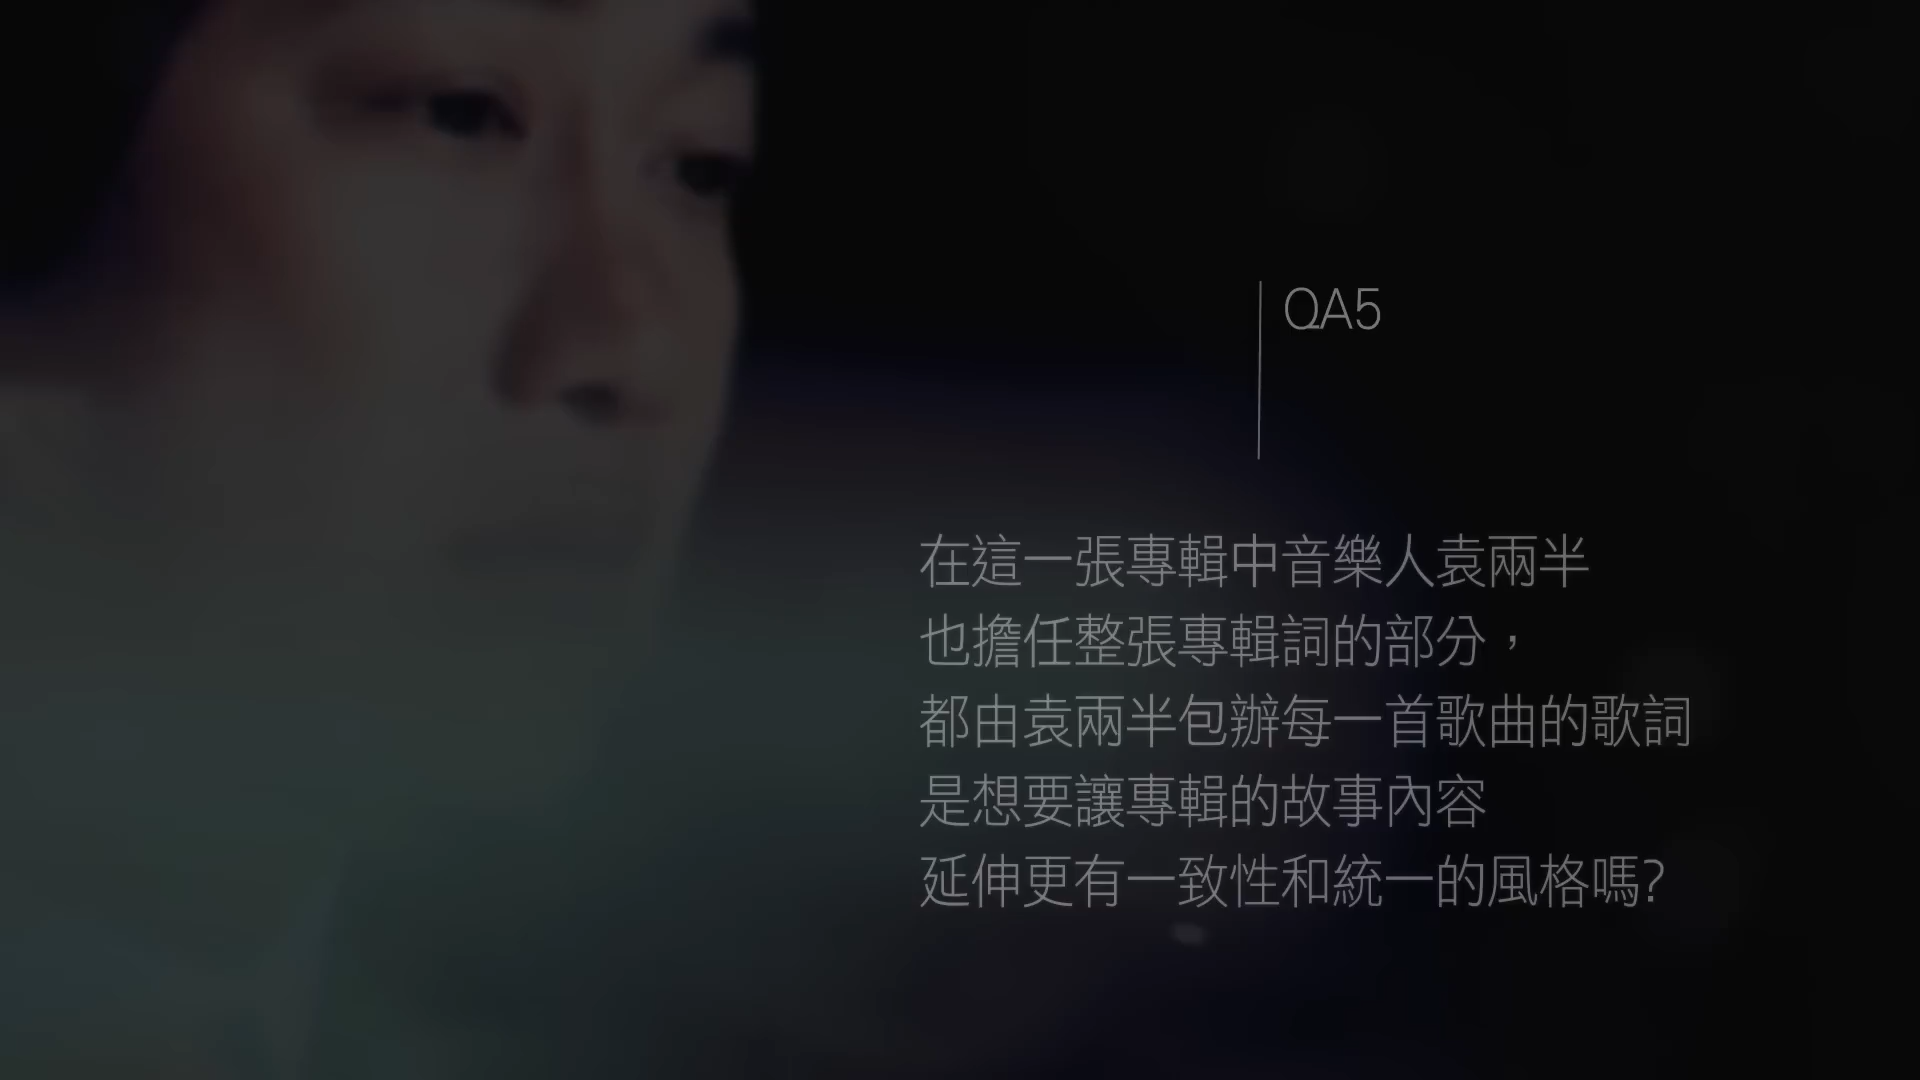 QA5
在這一張專輯中音樂人袁兩半
也擔任整張專輯詞的部分，
都由袁兩半包辦每一首歌曲的歌詞
是想要讓專輯的故事內容
延伸更有一致性和統一的風格嗎?